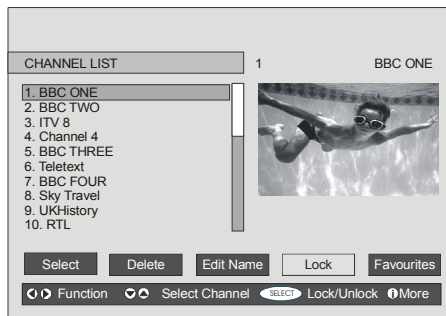 CHANNEL LIST 1 BBC ONE
1. BBC ONE
2. BBC TWO
3. ITV 8
4. Channel 4
5. BBC THREE
6. Teletext
7. BBC FOUR
8. Sky Travel
9. UKHistory
10. RTL
Select Delete Edit Name Lock Favourites
Function Select Channel SELECT Lock/Unlock i More